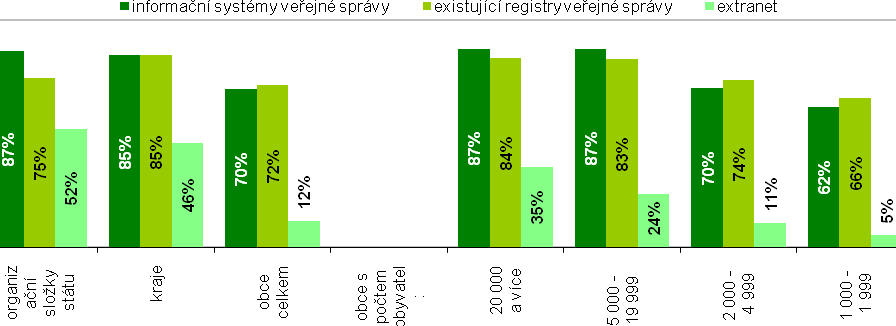 informační systémy veřejné správy existující registry veřejné správy extranet
87% 75% 52%
85% 85% 46%
70% 72% 12%
87% 84% 35%
87% 83% 24%
70% 74% 11%
62% 66% 5%
organiz
ační
složky
státu
kraje
obce
celkem
obce s
počtem
obyvatel
:
20 000
a více
5 000 -
19 999
2 000 -
4 999
1 000 -
1 999